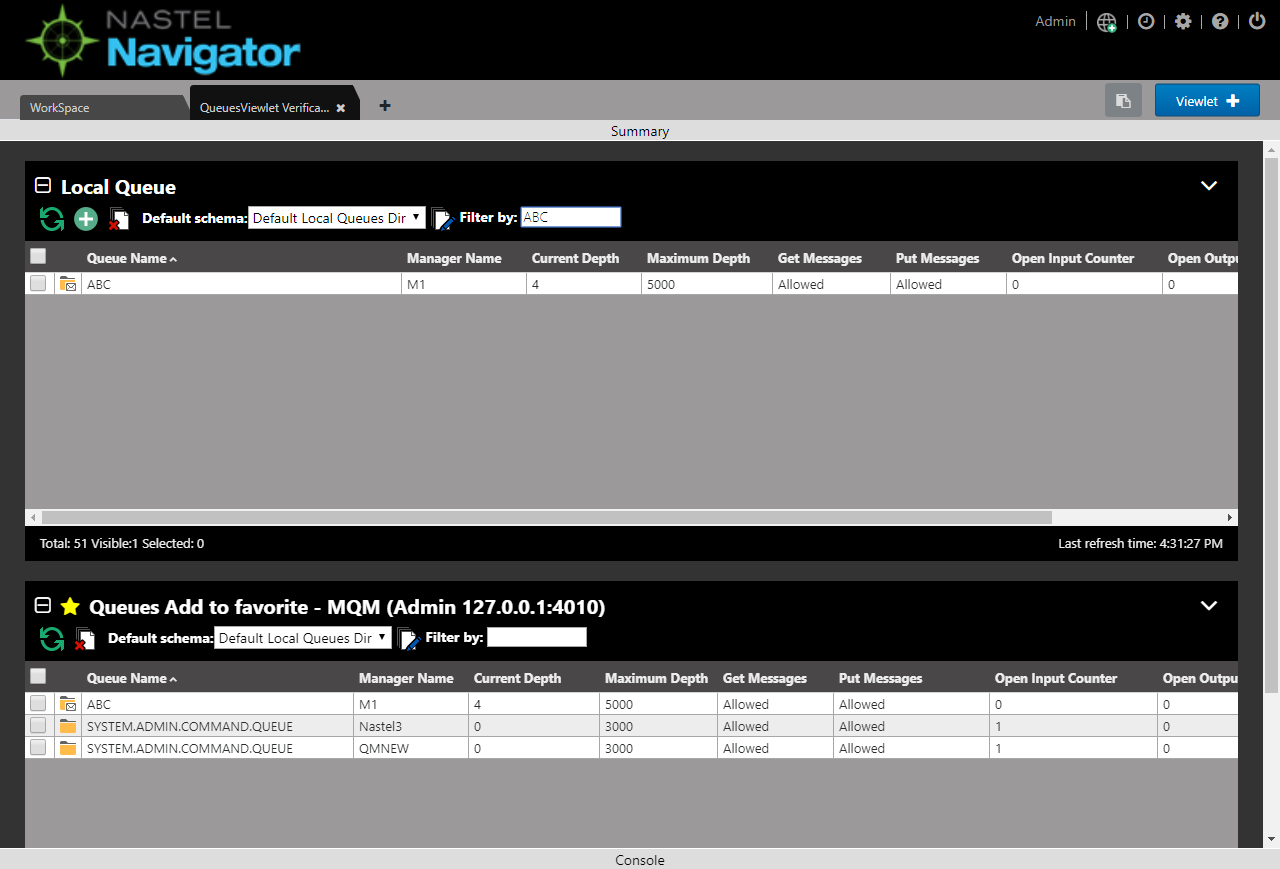 NASTEL
Navigator
Admin
WorkSpace
QueuesViewlet Verifica...
Viewlet
Summary
Local Queue
Default schema: Default Local Queues Dir Filter by: ABC
Queue Name Manager Name Current Depth Maximum Depth Get Messages Put Messages Open Input Counter Open Outpu
ABC M1 4 5000 Allowed Allowed 0 0
Total: 51 Visible:1 Selected: 0
Last refresh time: 4:31:27 PM
Queues Add to favorite - MQM (Admin 127.0.0.1:4010)
Default schema: Default Local Queues Dir Filter by:
Queue Name Manager Name Current Depth Maximum Depth Get Messages Put Messages Open Input Counter Open Outpu
ABC M1 4 5000 Allowed Allowed 0 0
SYSTEM.ADMIN.COMMAND.QUEUE Nastel3 0 3000 Allowed Allowed 1 0
SYSTEM.ADMIN.COMMAND.QUEUE QMNEW 0 3000 Allowed Allowed 1 0
Console